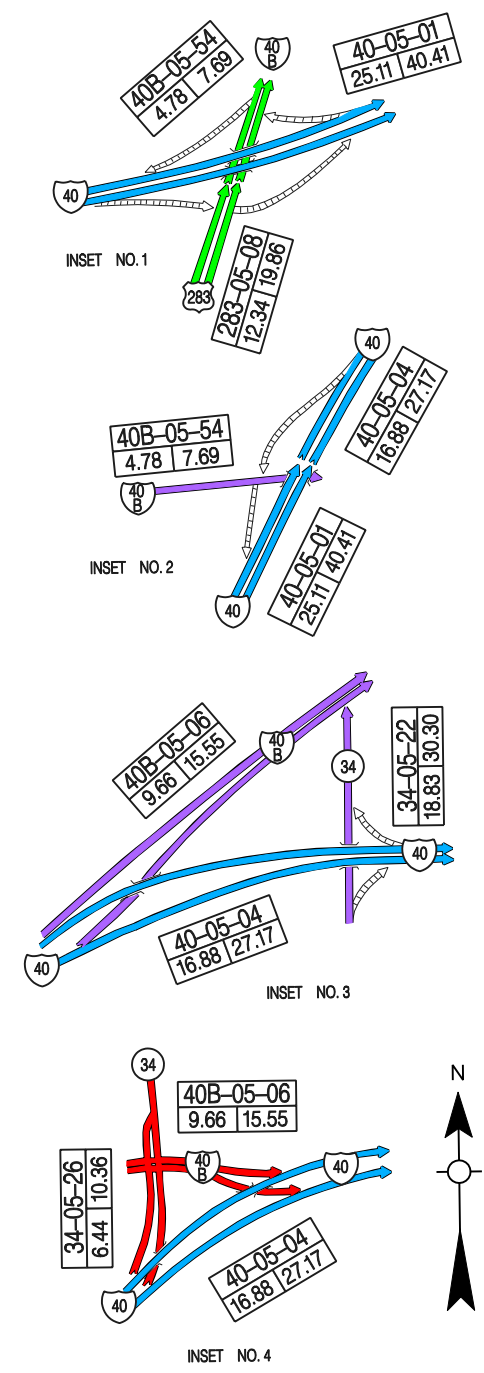 40B–05–54
4.78 7.69
40
B
40–05–01
25.11 40.41
40
INSET NO. 1
283
283–05–08
12.34 19.86
40
40–05–04
16.88 27.17
40B–05–54
4.78 7.69
40
B
INSET NO. 2
40
40–05–01
25.11 40.41
40B–05–06
9.66 15.55
40
B
34
34–05–22
18.83 30.30
40
40–05–04
16.88 27.17
40
INSET NO. 3
34
40B–05–06
9.66 15.55
N
34–05–26
6.44 10.36
40
B
40
40–05–04
16.88 27.17
40
INSET NO. 4